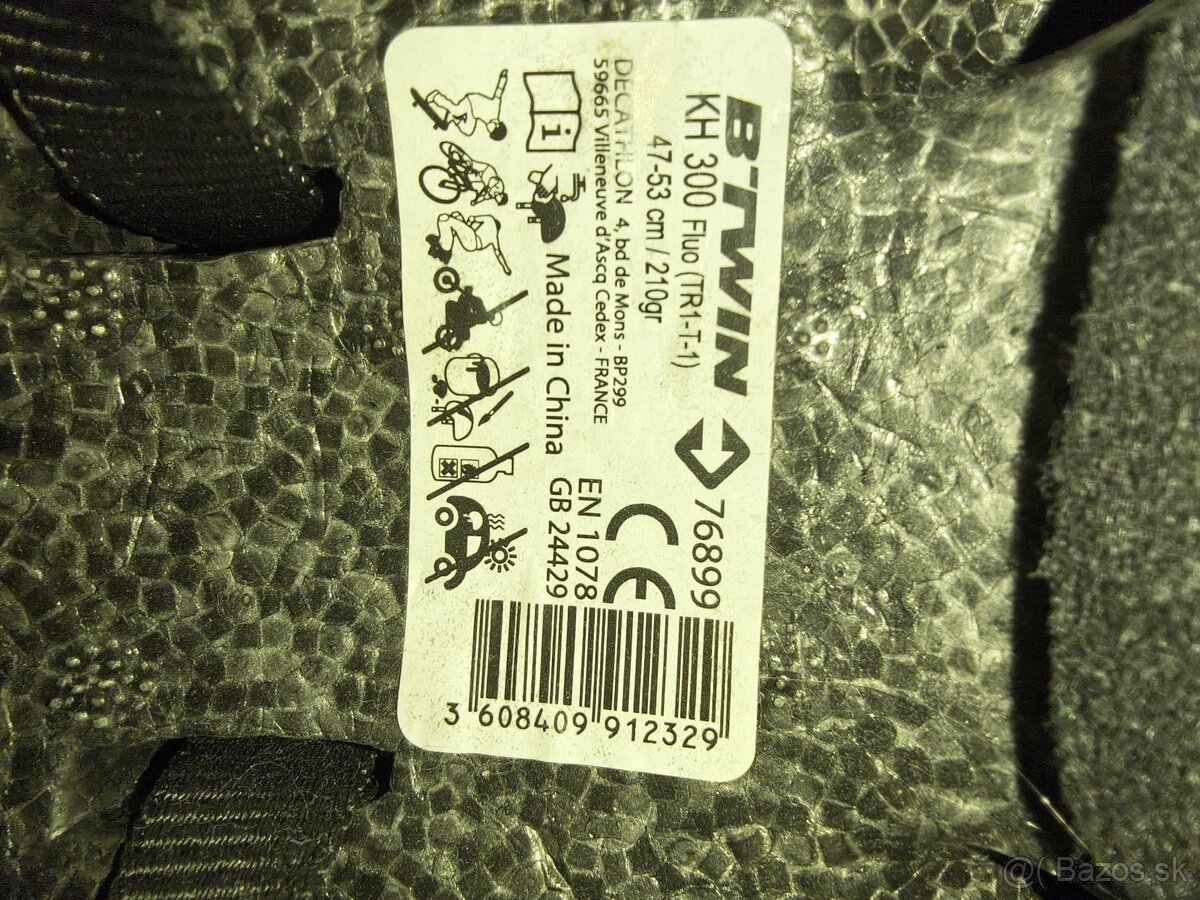 B'TWIN
KH 300 Fluo (TR1-T-1)
47-53 cm / 210gr
DECATHLON 4, bd de Mons - BP299
59665 Villeneuve d'Ascq Cedex - FRANCE
i
Made in China
76899
CE
EN 1078
GB 24429
3 608409 912329
@( Bazos.sk